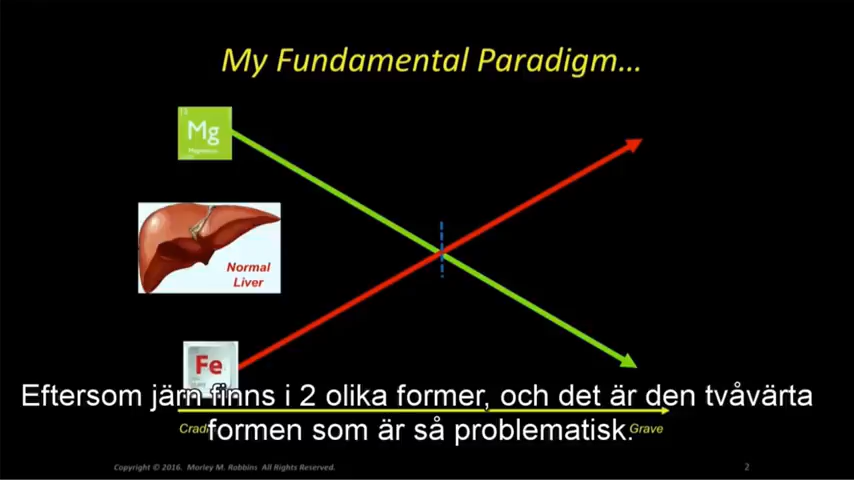 My Fundamental Paradigm...
Mg
Normal
Liver
Fe
Eftersom järn finns i 2 olika former, och det är den tvåvärta
formen som är så problematisk.
Grave
Copyright © 2016. Morley M. Robbins All Rights Reserved.
2